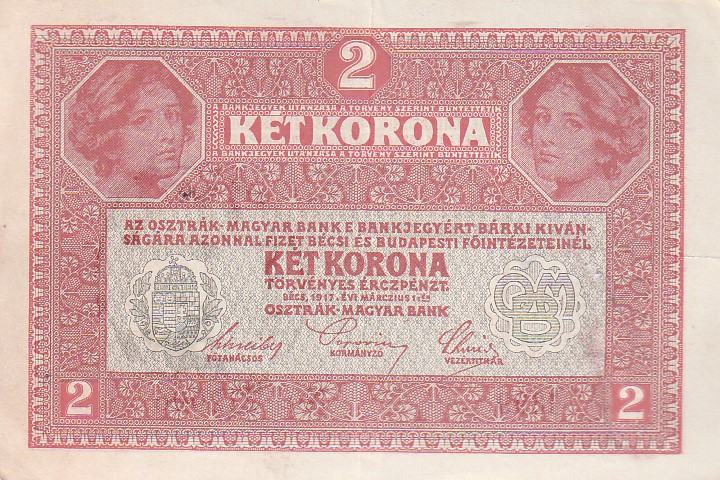 2
A BANKJEGYEK UTÁNZÁSA A TÖRVÉNY SZERINT BÜNTETTETIK
KÉT KORONA
BANKJEGYEK UTÁNZÁSA A TÖRVÉNY SZERINT BÜNTETTETIK
AZ OSZTRÁK-MAGYAR BANK E BANKJEGYÉRT BÁRKI KIVÁN-
SÁGÁRA AZONNAL FIZET BÉCSI ÉS BUDAPESTI FŐINTÉZETEINÉL
KÉT KORONA
TÖRVÉNYES ÉRCZPÉNZT.
BÉCS, 1917. ÉVI MÁRCZIUS 1-ÉN
OSZTRÁK-MAGYAR BANK
FŐTANÁCSOS KORMÁNYZÓ VEZÉRTITKÁR
2 2